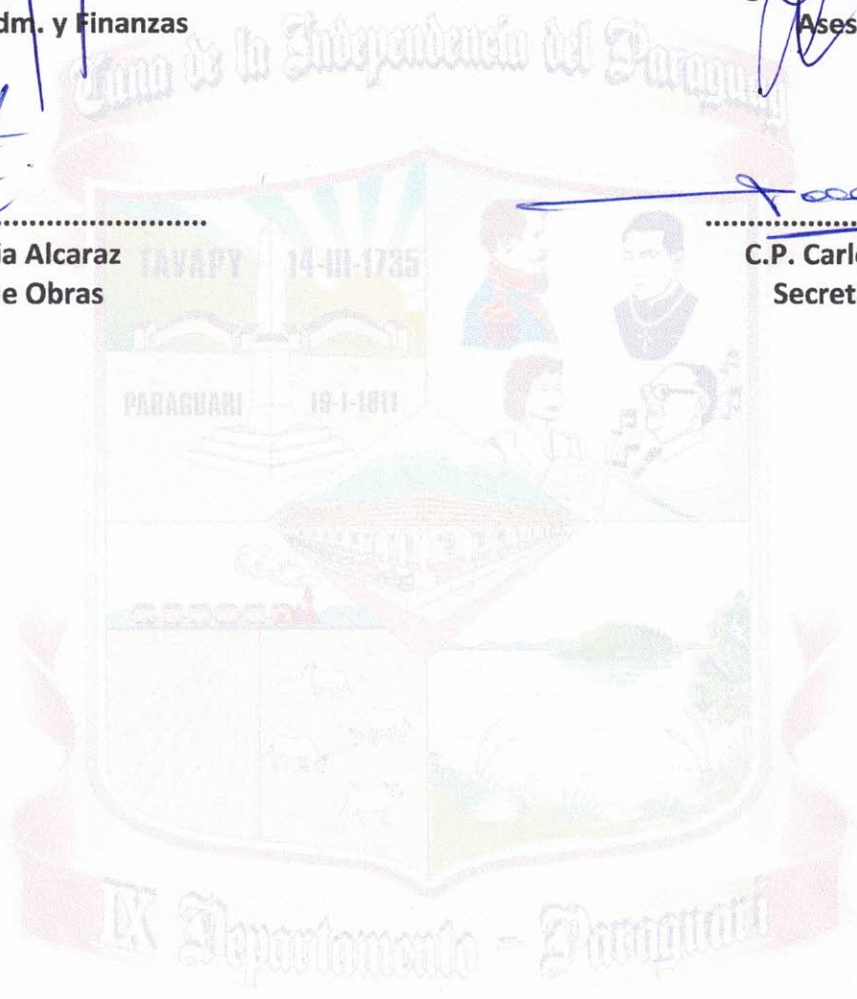 dm. y Finanzas
Ases
Cuna de la Independencia del Paraguay
ia Alcaraz
C.P. Carl
e Obras
Secret
TAVAPY 14-III-1735
PARAGUARI 19-I-1811
IX Departamento - Paraguarí